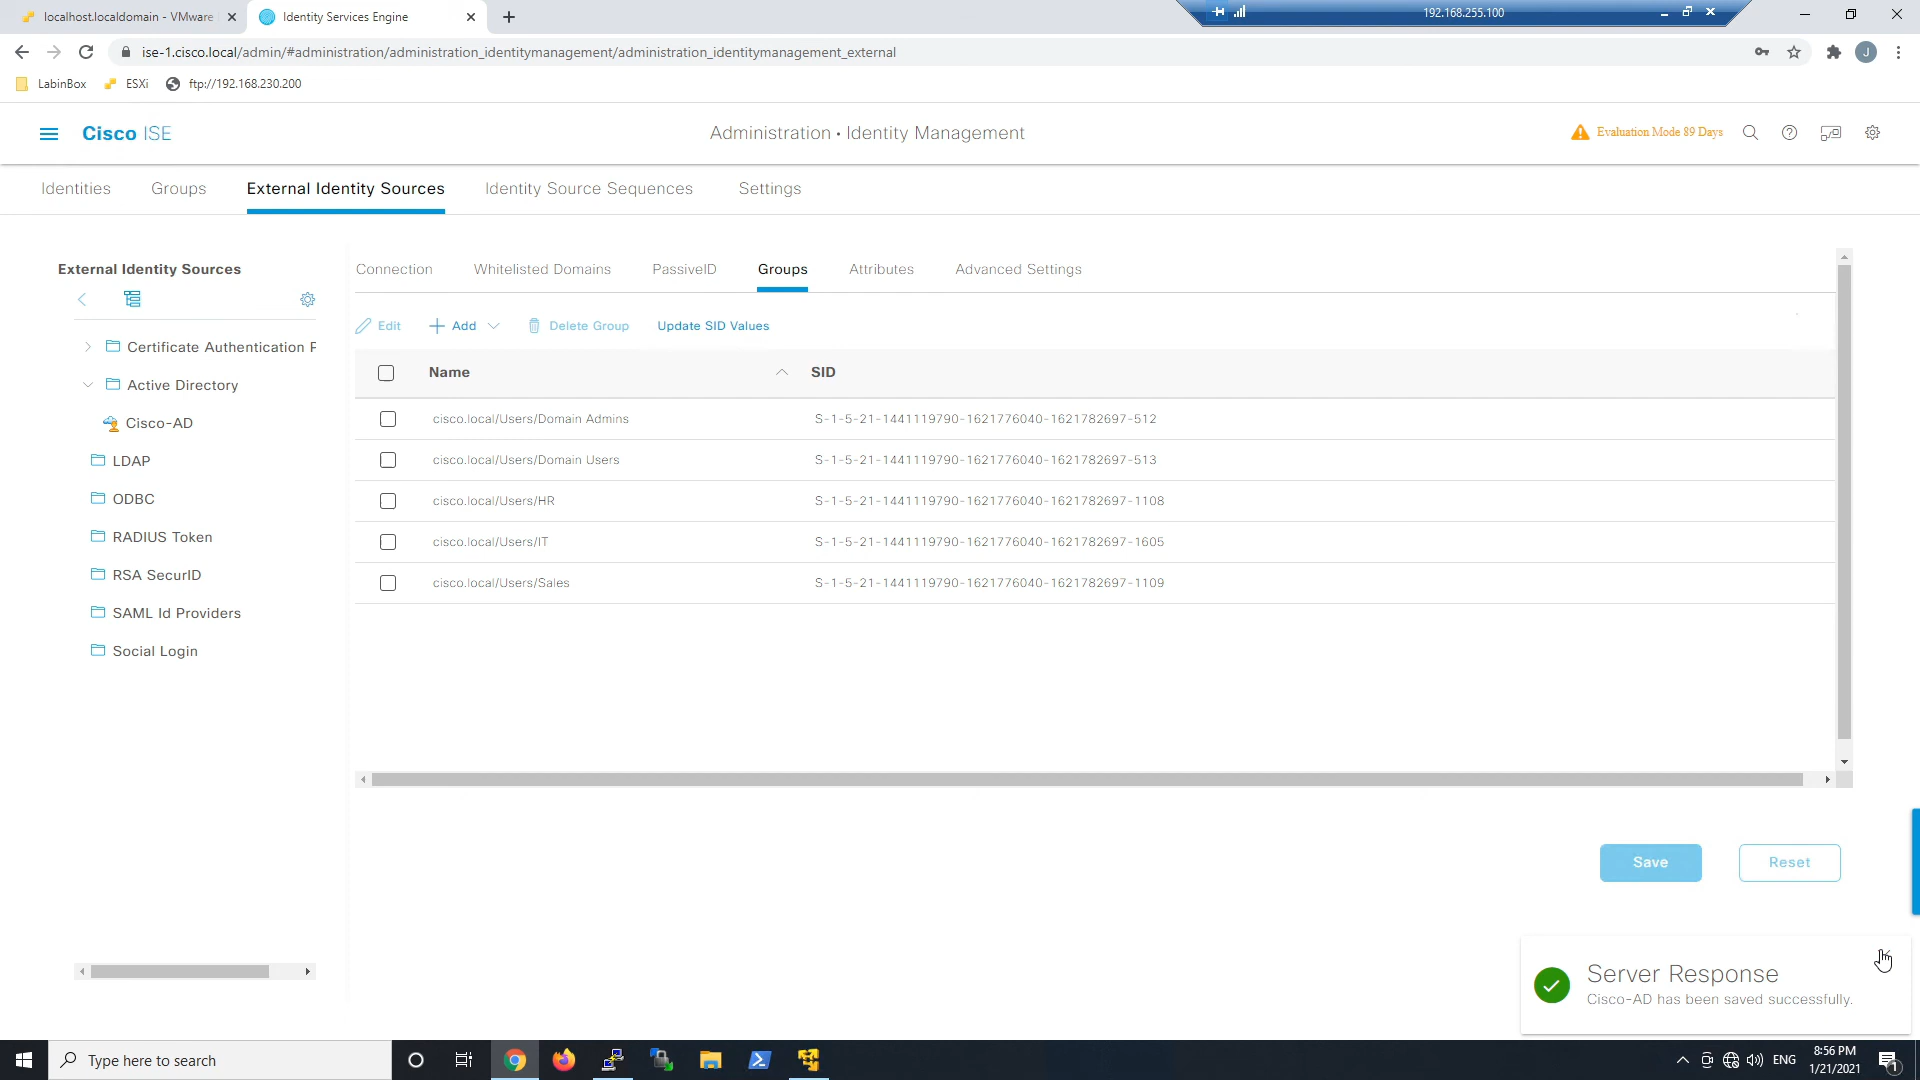 localhost.localdomain - VMware
Identity Services Engine
192.168.255.100
ise-1.cisco.local/admin/#administration/administration_identitymanagement/administration_identitymanagement_external
J
LabinBox
ESXi
ftp://192.168.230.200
Cisco ISE
Administration • Identity Management
Evaluation Mode 89 Days
Identities
Groups
External Identity Sources
Identity Source Sequences
Settings
External Identity Sources
Certificate Authentication P
Active Directory
Cisco-AD
LDAP
ODBC
RADIUS Token
RSA SecurID
SAML Id Providers
Social Login
Connection
Whitelisted Domains
PassiveID
Groups
Attributes
Advanced Settings
Edit
Add
Delete Group
Update SID Values
Name
SID
cisco.local/Users/Domain Admins
S-1-5-21-1441119790-1621776040-1621782697-512
cisco.local/Users/Domain Users
S-1-5-21-1441119790-1621776040-1621782697-513
cisco.local/Users/HR
S-1-5-21-1441119790-1621776040-1621782697-1108
cisco.local/Users/IT
S-1-5-21-1441119790-1621776040-1621782697-1605
cisco.local/Users/Sales
S-1-5-21-1441119790-1621776040-1621782697-1109
Save
Reset
Server Response
Cisco-AD has been saved successfully.
Type here to search
ENG
8:56 PM
1/21/2021
1